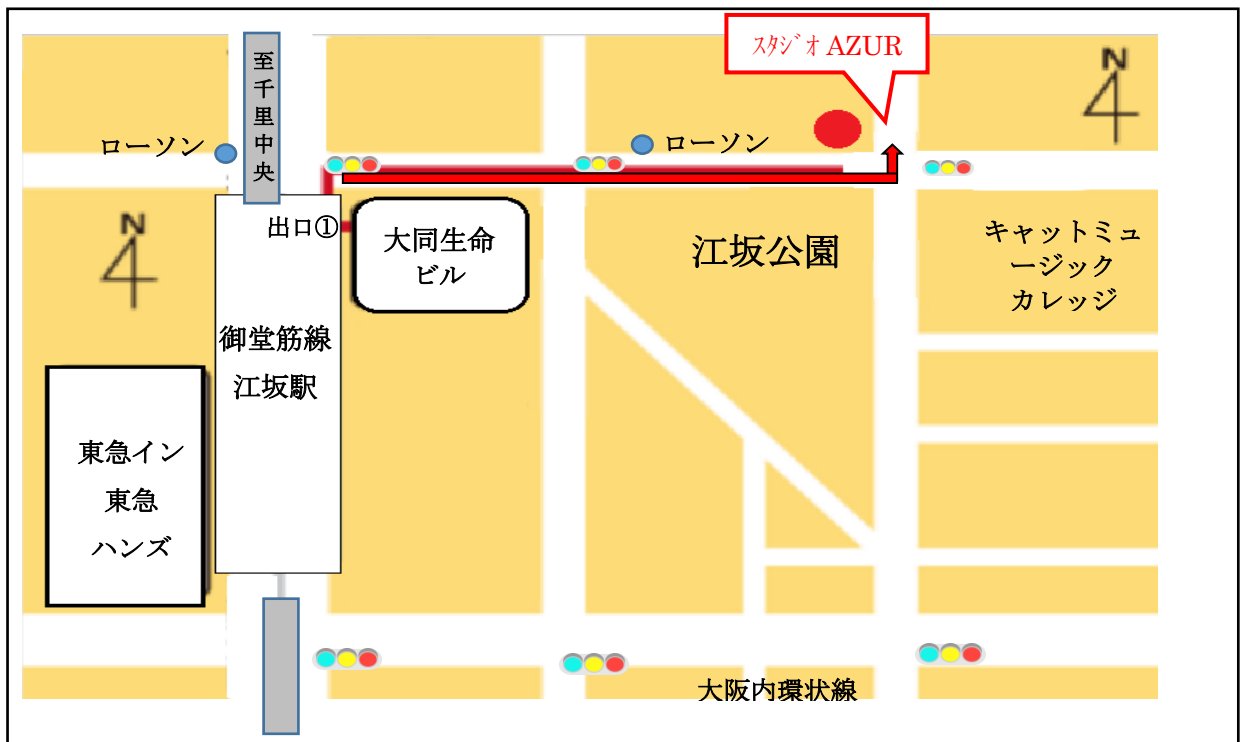 スタジオ AZUR
N
至
千
里
中
央
ローソン
ローソン
出口①
大同生命
ビル
江坂公園
キャットミュ
ージック
カレッジ
N
御堂筋線
江坂駅
東急イン
東急
ハンズ
大阪内環状線